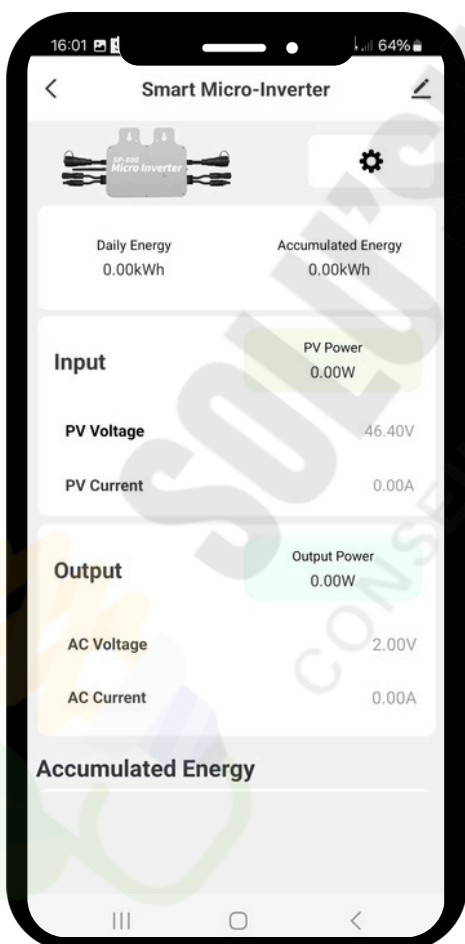 16:01
64%
Smart Micro-Inverter
SP-800
Micro Inverter
Daily Energy
Accumulated Energy
0.00kWh
0.00kWh
Input
PV Power
0.00W
PV Voltage
46.40V
PV Current
0.00A
Output
Output Power
0.00W
AC Voltage
2.00V
AC Current
0.00A
Accumulated Energy
SOLU'S
CONSEI